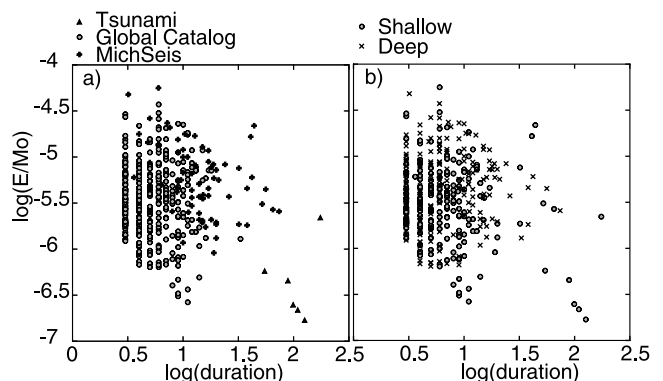 Tsunami
Global Catalog
MichSeis
Shallow
Deep
-4
-4.5
-5
-5.5
-6
-6.5
-7
log(E/Mo)
a)
0
0.5
1
1.5
2
2.5
log(duration)
b)
0.5
1
1.5
2
2.5
log(duration)